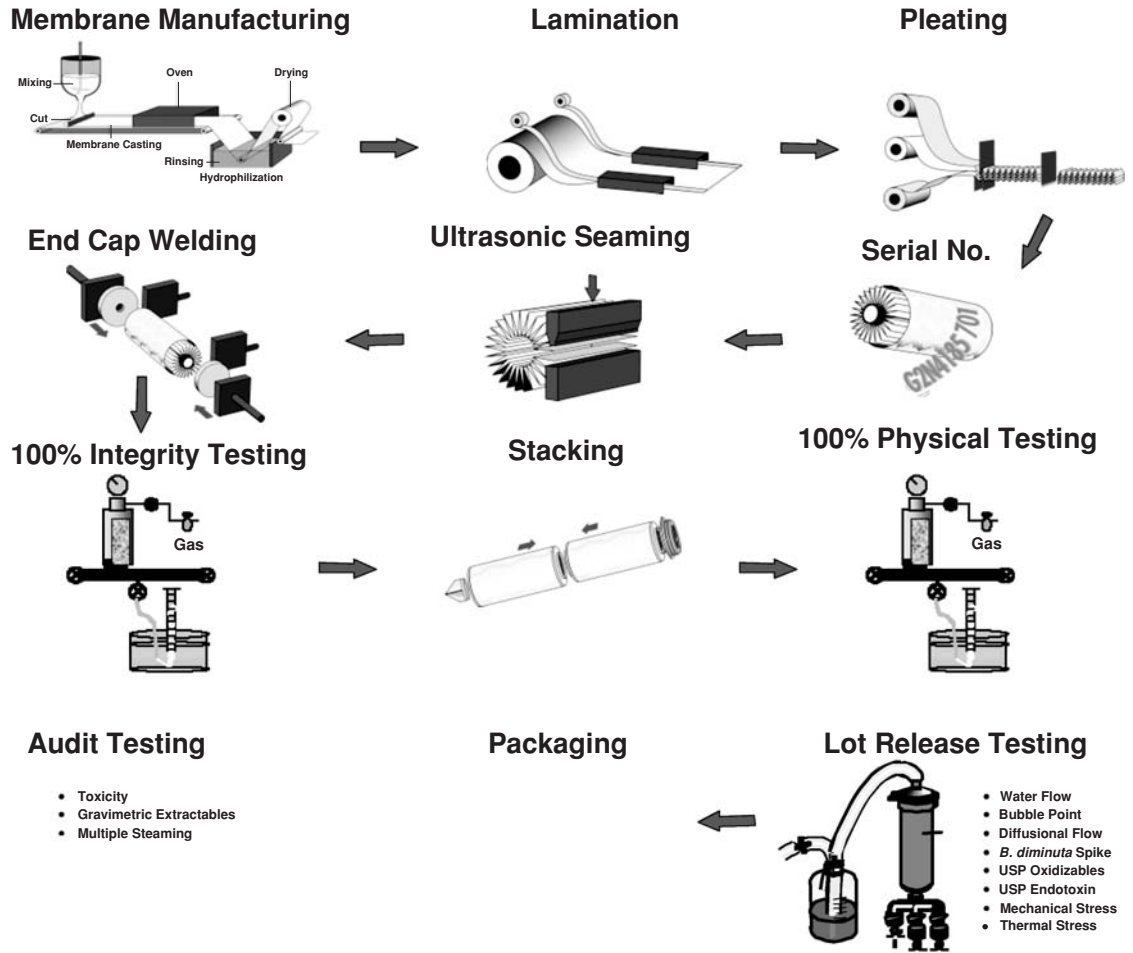 Membrane Manufacturing
Lamination
Pleating
Mixing
Oven
Drying
Cut
Membrane Casting
Rinsing
Hydrophilization
End Cap Welding
Ultrasonic Seaming
Serial No.
G2N4185 701
100% Integrity Testing
Stacking
100% Physical Testing
Gas
Gas
Audit Testing
Packaging
Lot Release Testing
• Toxicity
• Gravimetric Extractables
• Multiple Steaming
• Water Flow
• Bubble Point
• Diffusional Flow
• B. diminuta Spike
• USP Oxidizables
• USP Endotoxin
• Mechanical Stress
• Thermal Stress